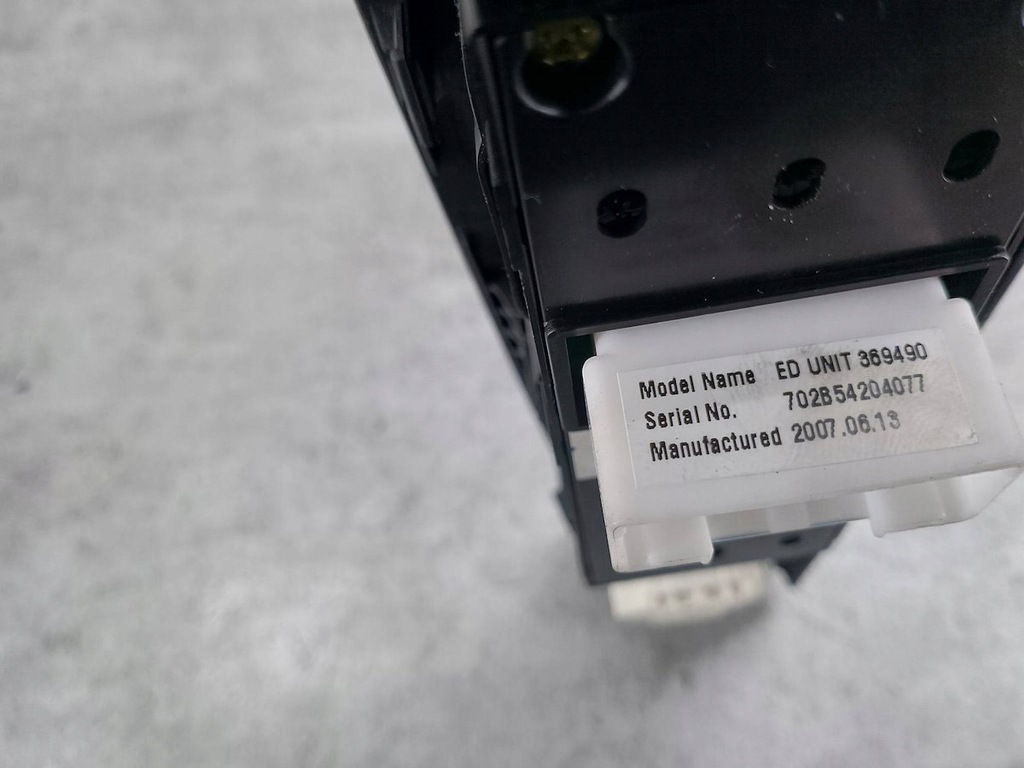 Model Name ED UNIT 369490
Serial No. 702B54204077
Manufactured 2007.06.13